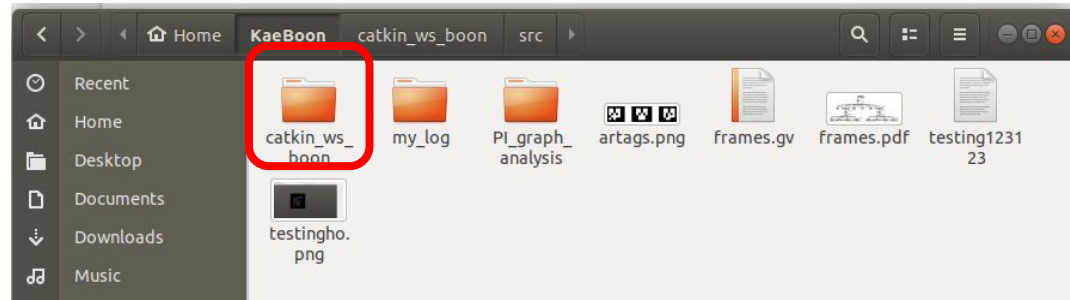 Home KaeBoon catkin_ws_boon src
Recent
Home
Desktop
Documents
Downloads
Music
catkin_ws_
boon
my_log
PI_graph_
analysis
artags.png
frames.gv
frames.pdf
testing1231
23
testingho.
png